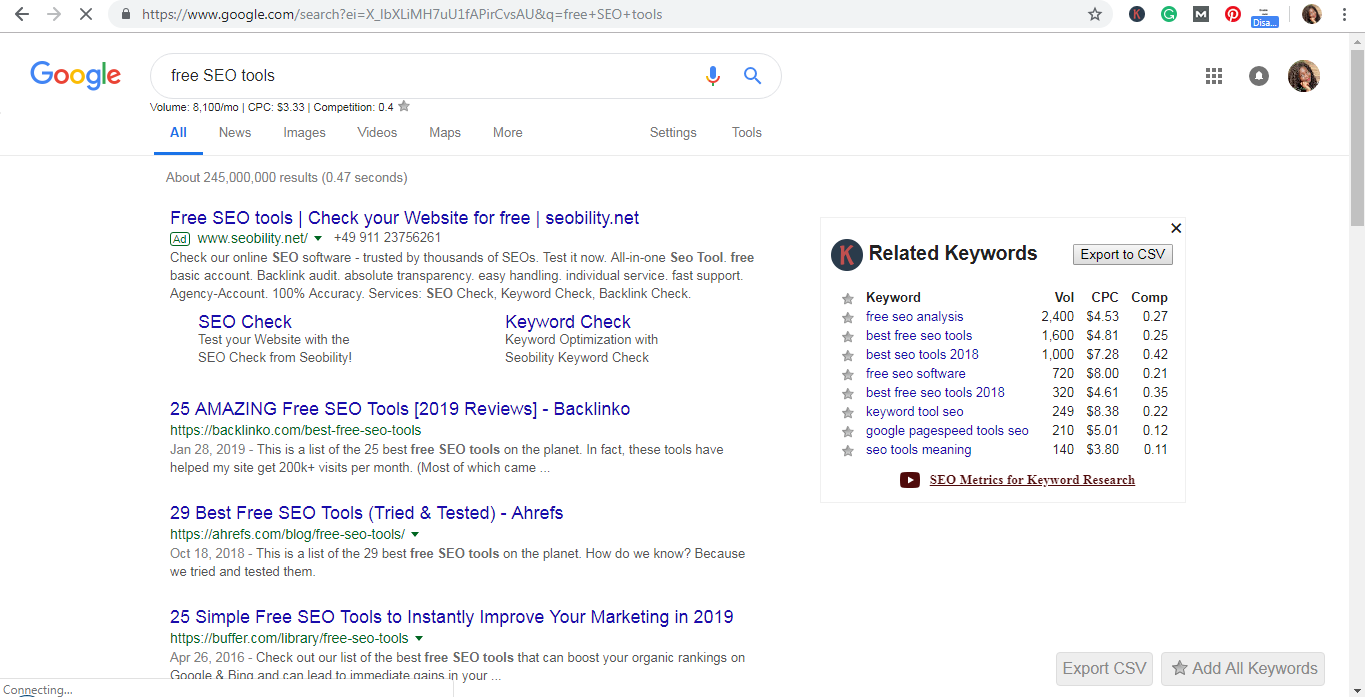 https://www.google.com/search?ei=X_lbXLiMH7uU1fAPirCvsAU&q=free+SEO+tools
Disa...
Google
free SEO tools
Volume: 8,100/mo | CPC: $3.33 | Competition: 0.4
All News Images Videos Maps More Settings Tools
About 245,000,000 results (0.47 seconds)
Free SEO tools | Check your Website for free | seobility.net
Ad www.seobility.net/ +49 911 23756261
Check our online SEO software - trusted by thousands of SEOs. Test it now. All-in-one Seo Tool. free
basic account. Backlink audit. absolute transparency. easy handling. individual service. fast support.
Agency-Account. 100% Accuracy. Services: SEO Check, Keyword Check, Backlink Check.
SEO Check
Test your Website with the
SEO Check from Seobility!
Keyword Check
Keyword Optimization with
Seobility Keyword Check
25 AMAZING Free SEO Tools [2019 Reviews] - Backlinko
https://backlinko.com/best-free-seo-tools
Jan 28, 2019 - This is a list of the 25 best free SEO tools on the planet. In fact, these tools have
helped my site get 200k+ visits per month. (Most of which came ...
29 Best Free SEO Tools (Tried & Tested) - Ahrefs
https://ahrefs.com/blog/free-seo-tools/
Oct 18, 2018 - This is a list of the 29 best free SEO tools on the planet. How do we know? Because
we tried and tested them.
25 Simple Free SEO Tools to Instantly Improve Your Marketing in 2019
https://buffer.com/library/free-seo-tools
Apr 26, 2016 - Check out our list of the best free SEO tools that can boost your organic rankings on
Google & Bing and can lead to immediate gains in your ...
K Related Keywords Export to CSV
Keyword Vol CPC Comp
free seo analysis 2,400 $4.53 0.27
best free seo tools 1,600 $4.81 0.25
best seo tools 2018 1,000 $7.28 0.42
free seo software 720 $8.00 0.21
best free seo tools 2018 320 $4.61 0.35
keyword tool seo 249 $8.38 0.22
google pagespeed tools seo 210 $5.01 0.12
seo tools meaning 140 $3.80 0.11
SEO Metrics for Keyword Research
Export CSV Add All Keywords
Connecting...